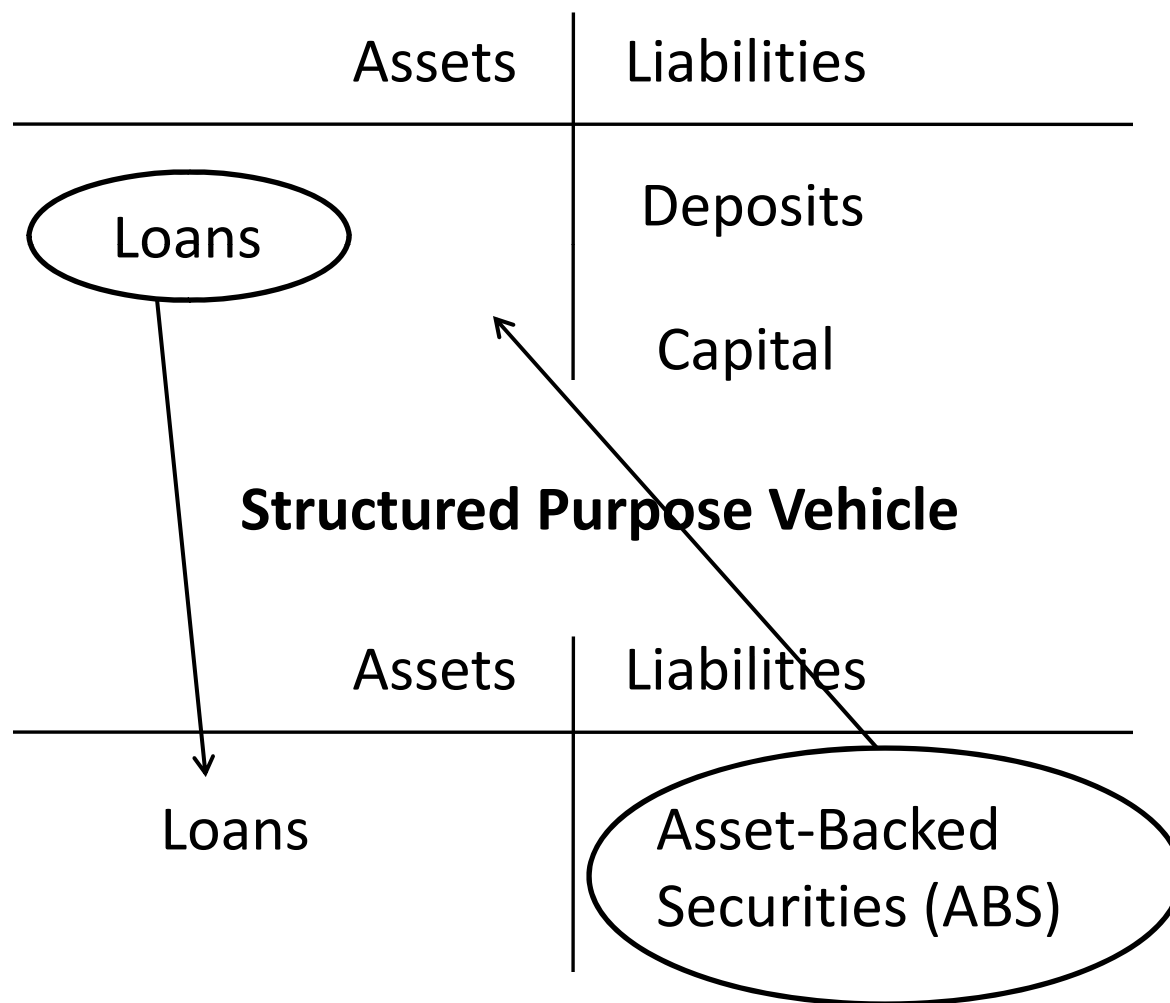 Assets Liabilities
Loans Deposits
Capital
Structured Purpose Vehicle
Assets Liabilities
Loans Asset-Backed
Securities (ABS)